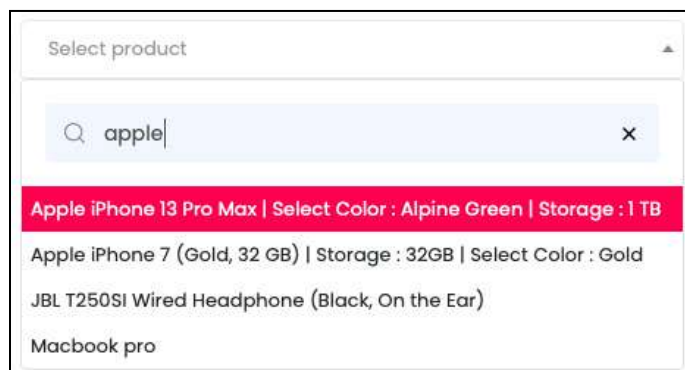 Select product
apple
Apple iPhone 13 Pro Max | Select Color : Alpine Green | Storage : 1 TB
Apple iPhone 7 (Gold, 32 GB) | Storage : 32GB | Select Color : Gold
JBL T250SI Wired Headphone (Black, On the Ear)
Macbook pro